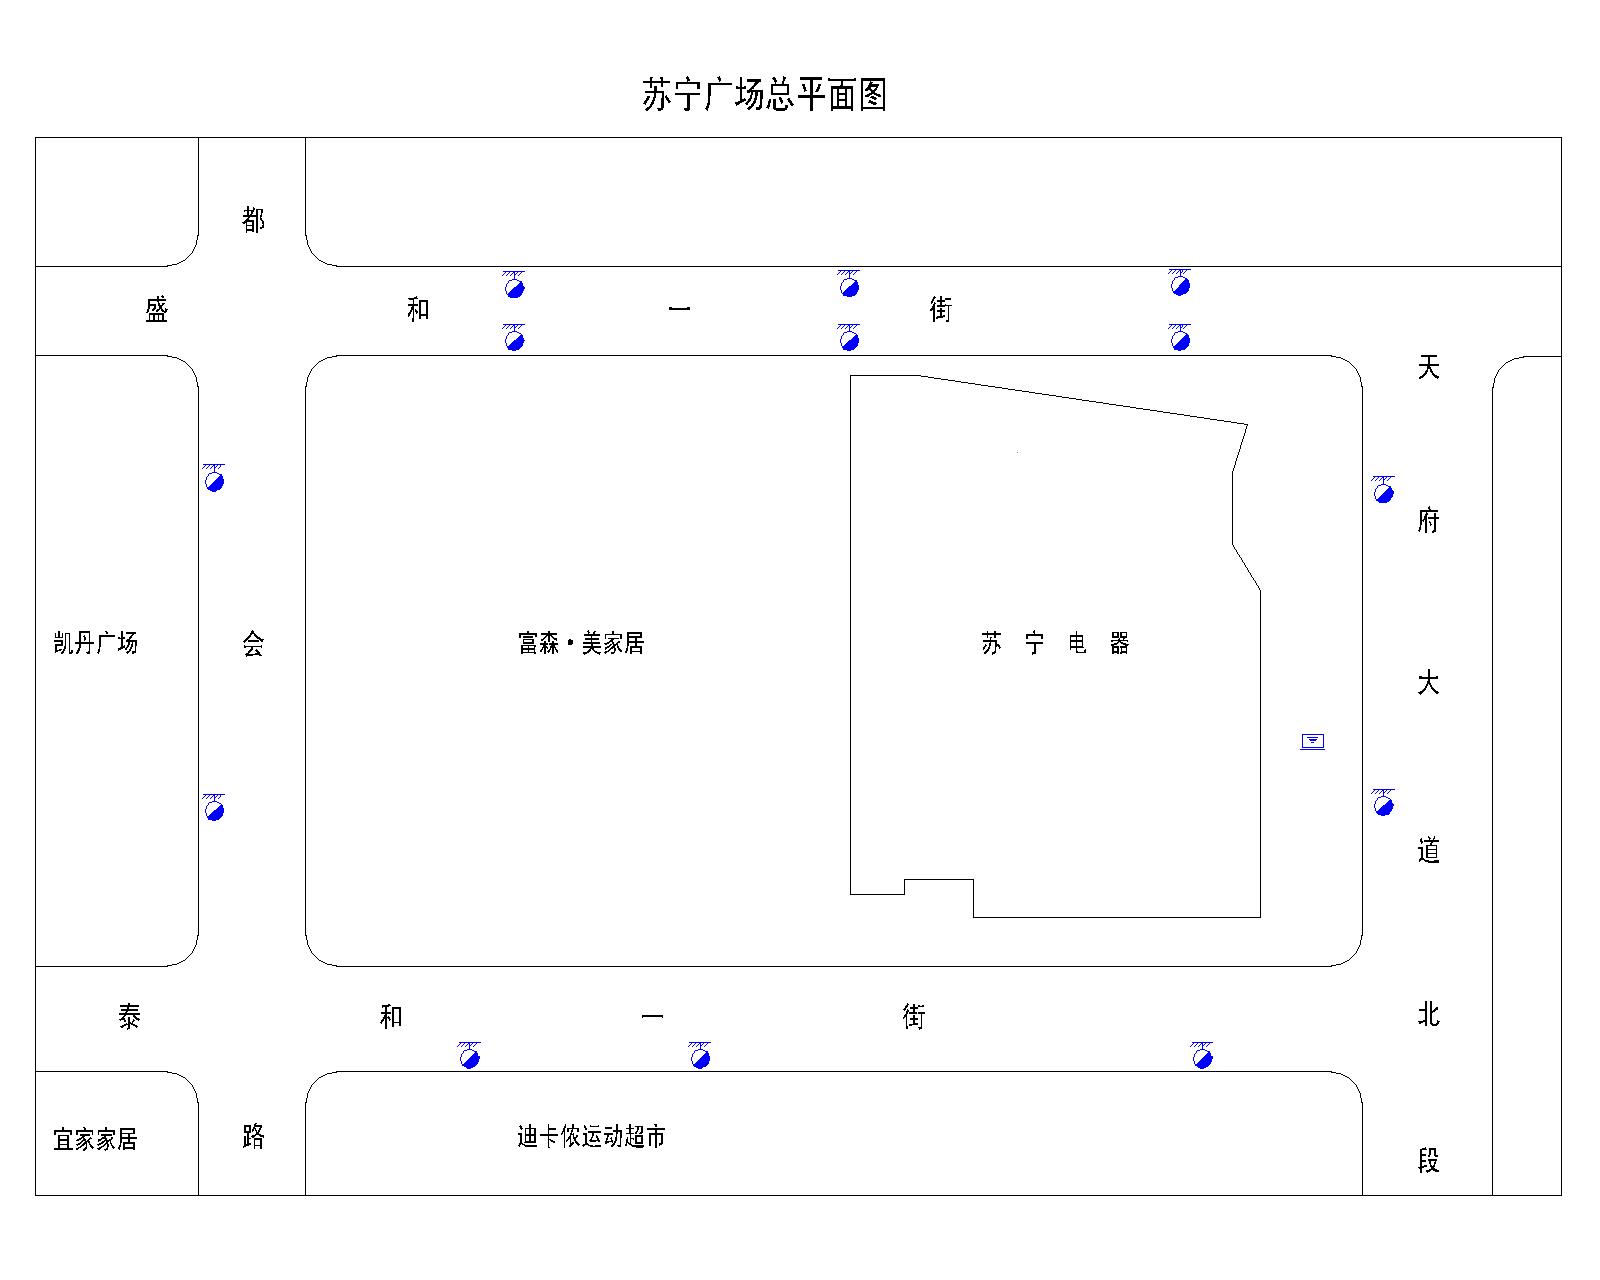 苏宁广场总平面图
都会路
盛和一街
天府大道北段
凯丹广场
富森·美家居
苏宁电器
泰和一街
宜家家居
迪卡侬运动超市